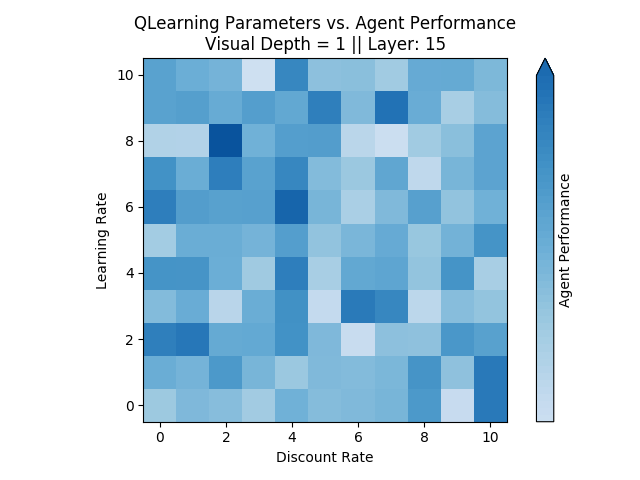 QLearning Parameters vs. Agent Performance
Visual Depth = 1 || Layer: 15
10
8
6
4
2
0
Learning Rate
0 2 4 6 8 10
Discount Rate
Agent Performance